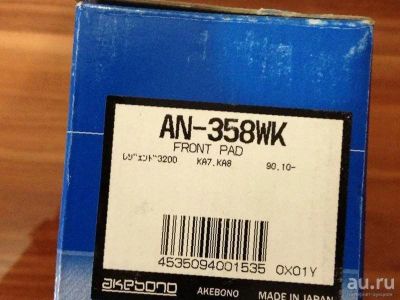 AN-358WK
FRONT PAD
ﾚｼﾞｪﾝﾄﾞ3200 KA7.KA8 90.10-
4535094001535 0X01Y
akebono AKEBONO MADE IN JAPAN
au.ru